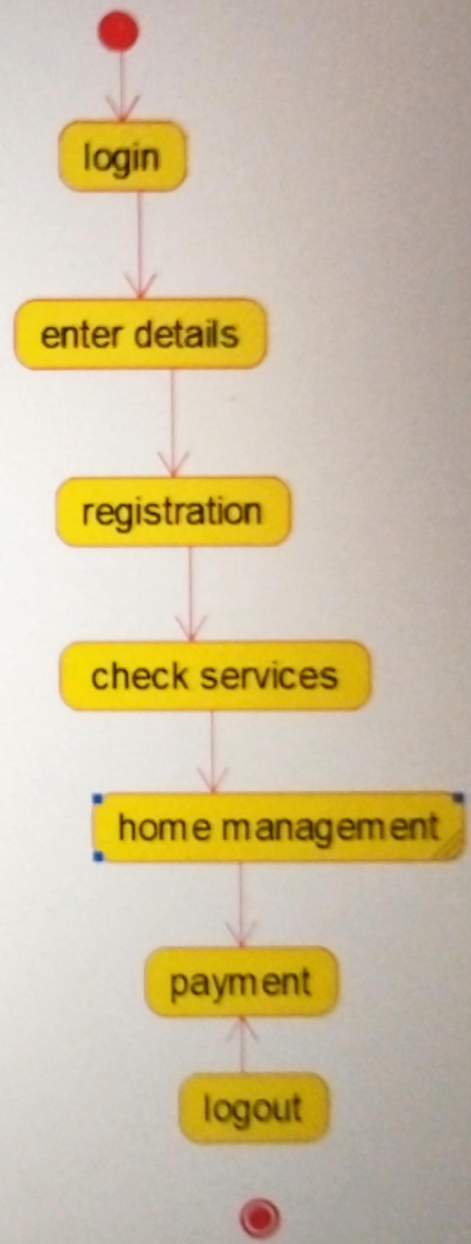 login
enter details
registration
check services
home management
payment
logout